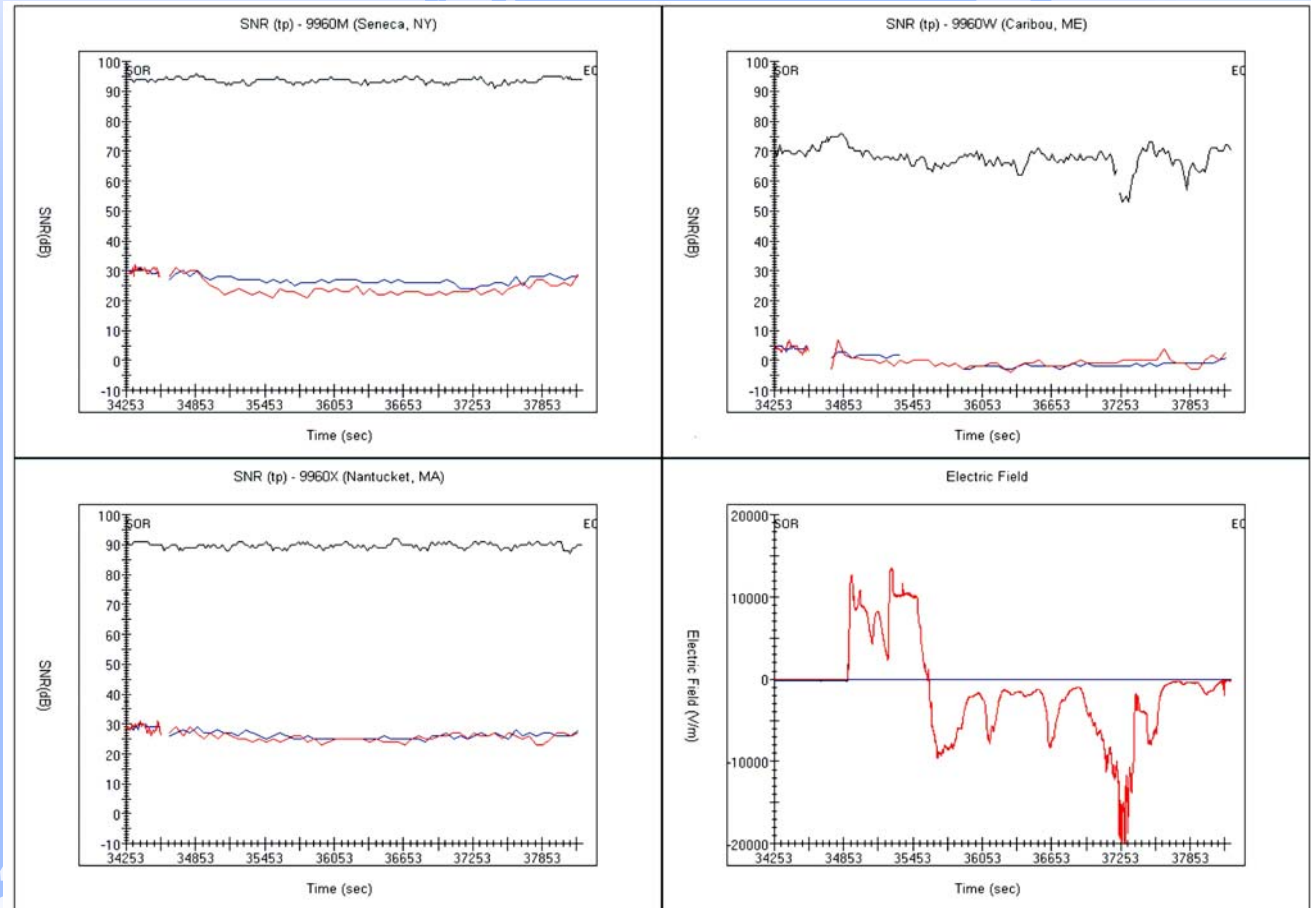 SNR (tp) - 9960M (Seneca, NY)
SOR
EO
100
90
80
70
60
50
40
30
20
10
0
-10
SNR(dB)
34253 34853 35453 36053 36653 37253 37853
Time (sec)
SNR (tp) - 9960W (Caribou, ME)
SOR
EO
100
90
80
70
60
50
40
30
20
10
0
-10
SNR(dB)
34253 34853 35453 36053 36653 37253 37853
Time (sec)
SNR (tp) - 9960X (Nantucket, MA)
SOR
EO
100
90
80
70
60
50
40
30
20
10
0
-10
SNR(dB)
34253 34853 35453 36053 36653 37253 37853
Time (sec)
Electric Field
SOR
EO
20000
10000
0
-10000
-20000
Electric Field (V/m)
34253 34853 35453 36053 36653 37253 37853
Time (sec)